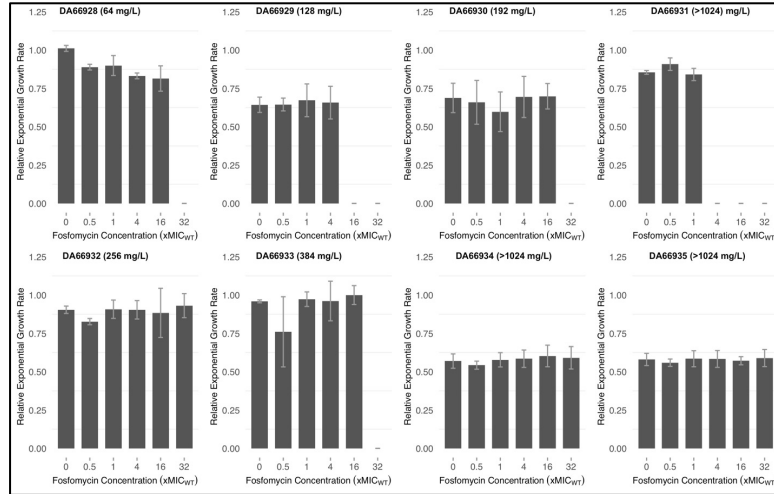 DA66928 (64 mg/L)
Relative Exponential Growth Rate
1.25
1.00
0.75
0.50
0.25
0.00
0 0.5 1 4 16 32
Fosfomycin Concentration (xMICWT)
DA66929 (128 mg/L)
Relative Exponential Growth Rate
1.25
1.00
0.75
0.50
0.25
0.00
0 0.5 1 4 16 32
Fosfomycin Concentration (xMICWT)
DA66930 (192 mg/L)
Relative Exponential Growth Rate
1.25
1.00
0.75
0.50
0.25
0.00
0 0.5 1 4 16 32
Fosfomycin Concentration (xMICWT)
DA66931 (>1024 mg/L)
Relative Exponential Growth Rate
1.25
1.00
0.75
0.50
0.25
0.00
0 0.5 1 4 16 32
Fosfomycin Concentration (xMICWT)
DA66932 (256 mg/L)
Relative Exponential Growth Rate
1.25
1.00
0.75
0.50
0.25
0.00
0 0.5 1 4 16 32
Fosfomycin Concentration (xMICWT)
DA66933 (384 mg/L)
Relative Exponential Growth Rate
1.25
1.00
0.75
0.50
0.25
0.00
0 0.5 1 4 16 32
Fosfomycin Concentration (xMICWT)
DA66934 (>1024 mg/L)
Relative Exponential Growth Rate
1.25
1.00
0.75
0.50
0.25
0.00
0 0.5 1 4 16 32
Fosfomycin Concentration (xMICWT)
DA66935 (>1024 mg/L)
Relative Exponential Growth Rate
1.25
1.00
0.75
0.50
0.25
0.00
0 0.5 1 4 16 32
Fosfomycin Concentration (xMICWT)